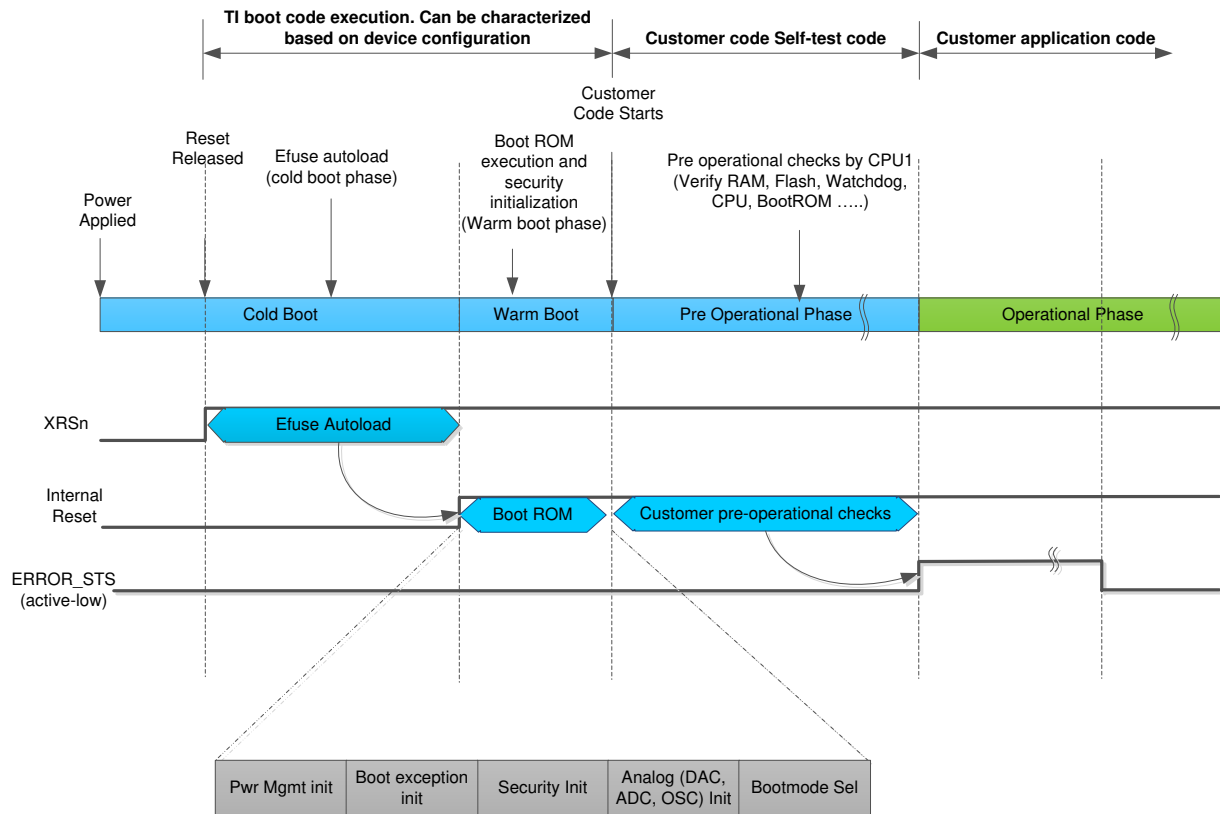 TI boot code execution. Can be characterized
based on device configuration
Customer code Self-test code
Customer application code
Power
Applied
Reset
Released
Efuse autoload
(cold boot phase)
Boot ROM
execution and
security
initialization
(Warm boot phase)
Customer
Code Starts
Pre operational checks by CPU1
(Verify RAM, Flash, Watchdog,
CPU, BootROM …..)
Cold Boot
Warm Boot
Pre Operational Phase
Operational Phase
XRSn
Efuse Autoload
Internal
Reset
Boot ROM
Customer pre-operational checks
ERROR_STS
(active-low)
Pwr Mgmt init
Boot exception
init
Security Init
Analog (DAC,
ADC, OSC) Init
Bootmode Sel